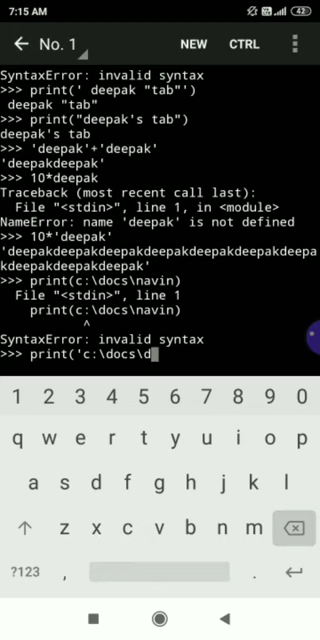 7:15 AM
42
No. 1
NEW
CTRL
SyntaxError: invalid syntax
>>> print(' deepak "tab"')
 deepak "tab"
>>> print("deepak's tab")
deepak's tab
>>> 'deepak'+'deepak'
'deepakdeepak'
>>> 10*deepak
Traceback (most recent call last):
  File "<stdin>", line 1, in <module>
NameError: name 'deepak' is not defined
>>> 10*'deepak'
'deepakdeepakdeepakdeepakdeepakdeepakdeepa
kdeepakdeepakdeepak'
>>> print(c:\docs\navin)
  File "<stdin>", line 1
    print(c:\docs\navin)
           ^
SyntaxError: invalid syntax
>>> print('c:\docs\d
1 2 3 4 5 6 7 8 9 0
q w e r t y u i o p
a s d f g h j k l
z x c v b n m
?123 , .